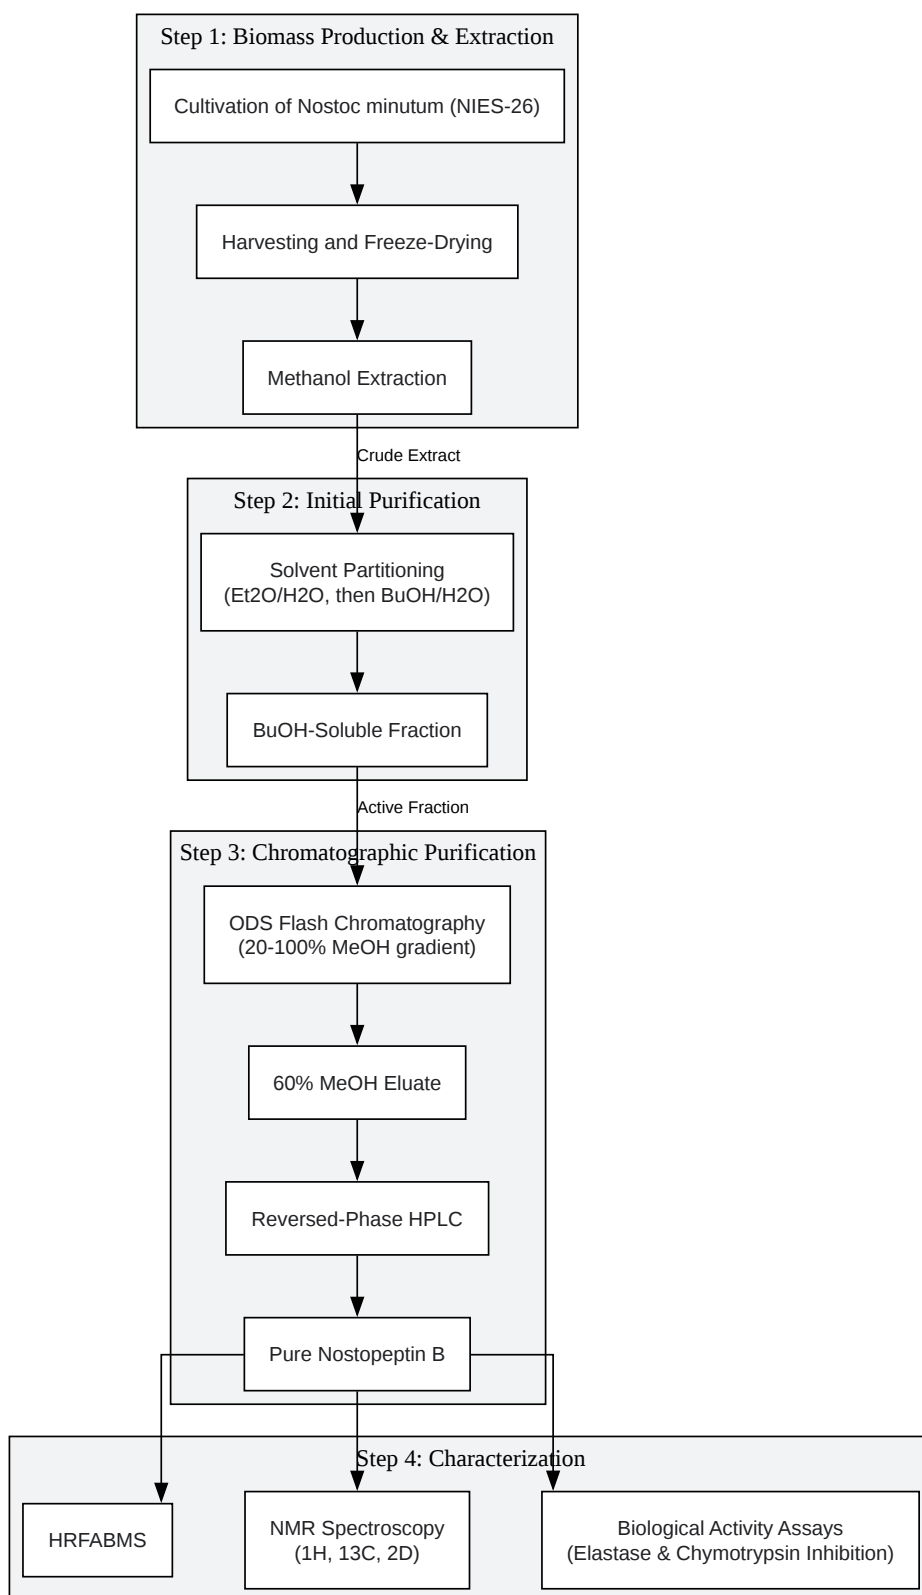 Step 1: Biomass Production & Extraction
Cultivation of Nostoc minutum (NIES-26)
Harvesting and Freeze-Drying
Methanol Extraction
Crude Extract
Step 2: Initial Purification
Solvent Partitioning
(Et2O/H2O, then BuOH/H2O)
BuOH-Soluble Fraction
Active Fraction
Step 3: Chromatographic Purification
ODS Flash Chromatography
(20-100% MeOH gradient)
60% MeOH Eluate
Reversed-Phase HPLC
Pure Nostopeptin B
Step 4: Characterization
HRFABMS
NMR Spectroscopy
(1H, 13C, 2D)
Biological Activity Assays
(Elastase & Chymotrypsin Inhibition)